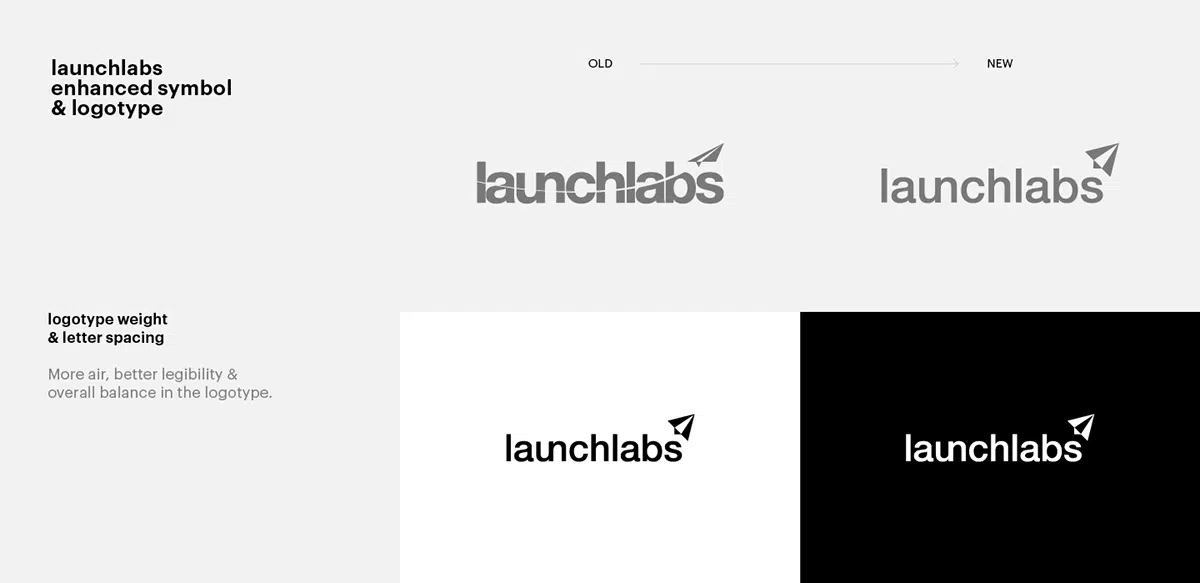 launchlabs
enhanced symbol
& logotype
OLD
NEW
launchlabs
launchlabs
logotype weight
& letter spacing
More air, better legibility &
overall balance in the logotype.
launchlabs
launchlabs